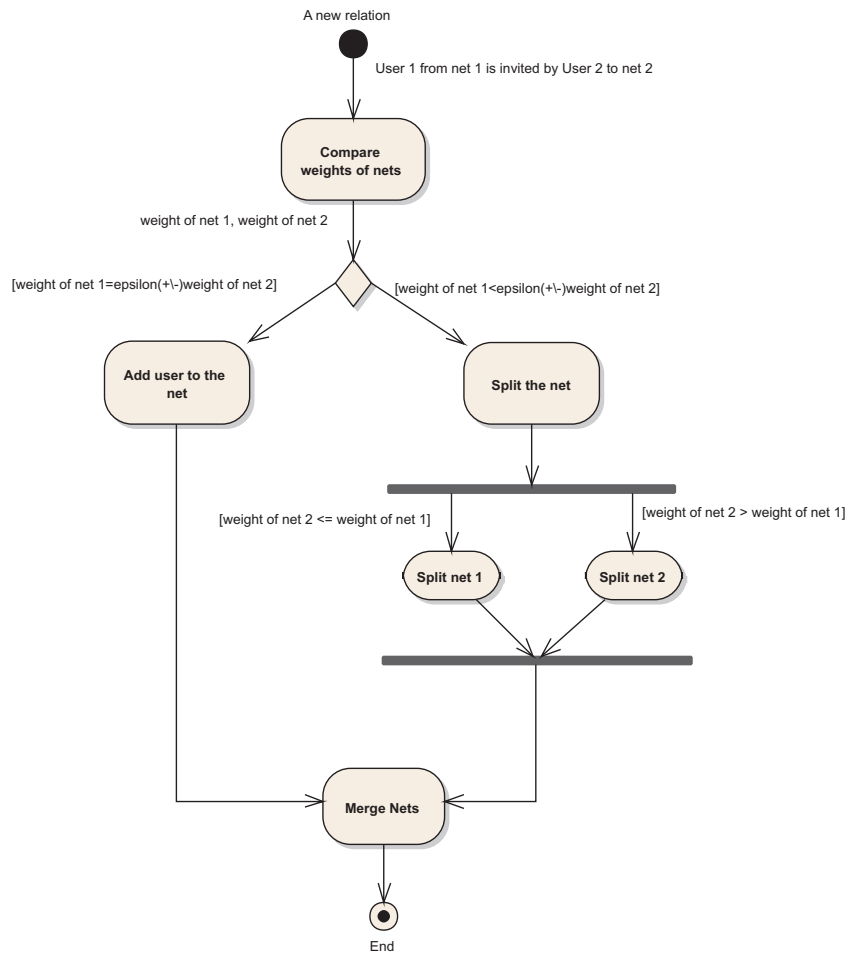 A new relation
User 1 from net 1 is invited by User 2 to net 2
Compare
weights of nets
weight of net 1, weight of net 2
[weight of net 1=epsilon(+\-)weight of net 2]
[weight of net 1<epsilon(+\-)weight of net 2]
Add user to the
net
Split the net
[weight of net 2 <= weight of net 1]
[weight of net 2 > weight of net 1]
Split net 1
Split net 2
Merge Nets
End